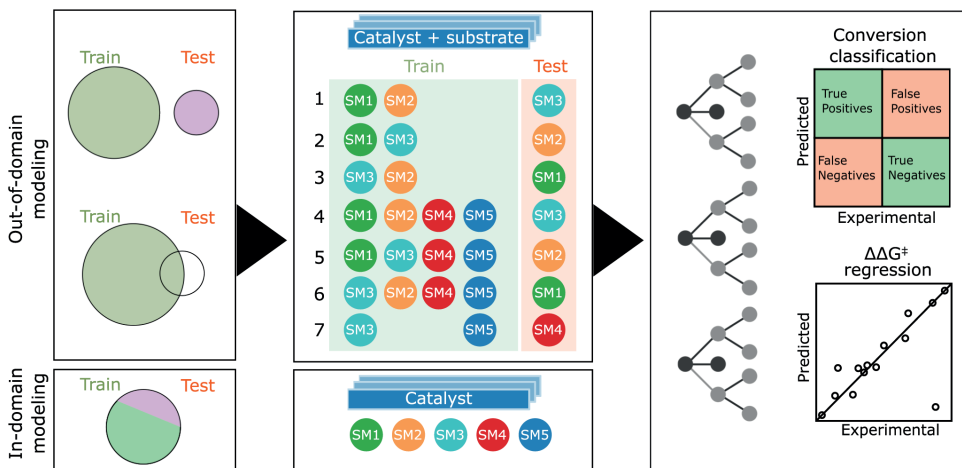 Out-of-domain
modeling
Train
Test
Train
Test
In-domain
modeling
Train
Test
Catalyst + substrate
Train
Test
1 SM1 SM2 SM3
2 SM1 SM3 SM2
3 SM3 SM2 SM1
4 SM1 SM2 SM4 SM5 SM3
5 SM1 SM3 SM4 SM5 SM2
6 SM3 SM2 SM4 SM5 SM1
7 SM3 SM5 SM4
Catalyst
SM1 SM2 SM3 SM4 SM5
Conversion
classification
Predicted
True
Positives
False
Positives
False
Negatives
True
Negatives
Experimental
ΔΔG‡
regression
Predicted
Experimental